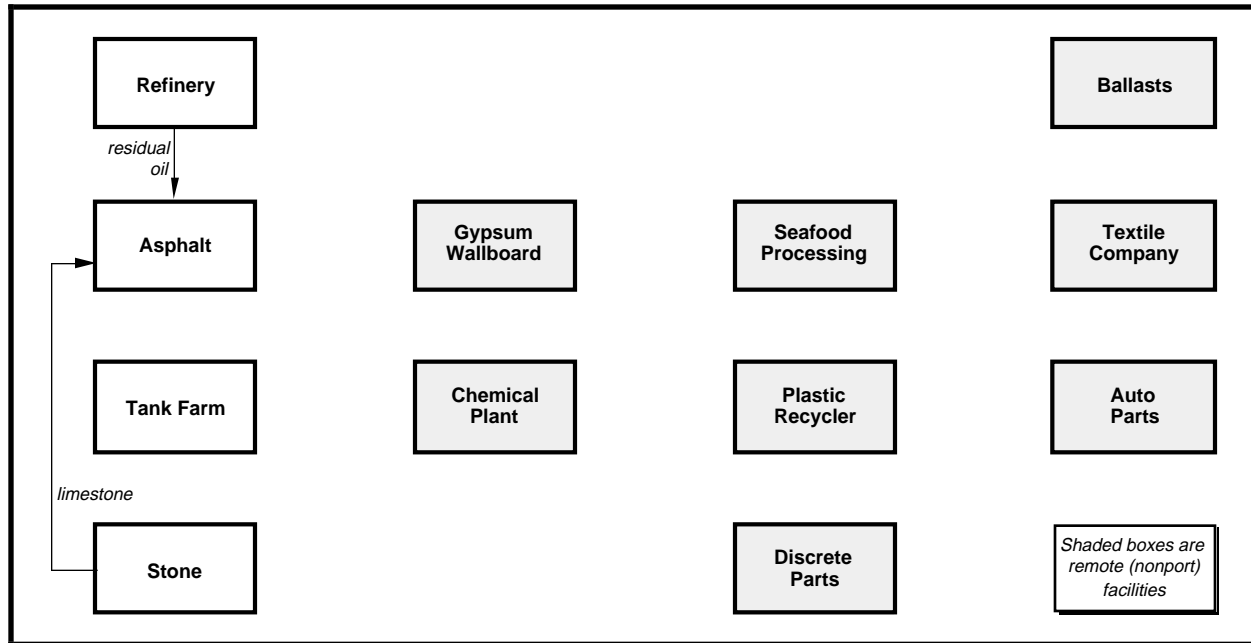 Refinery
Ballasts
residual
oil
Asphalt
Gypsum
Wallboard
Seafood
Processing
Textile
Company
Tank Farm
Chemical
Plant
Plastic
Recycler
Auto
Parts
limestone
Stone
Discrete
Parts
Shaded boxes are
remote (nonport)
facilities